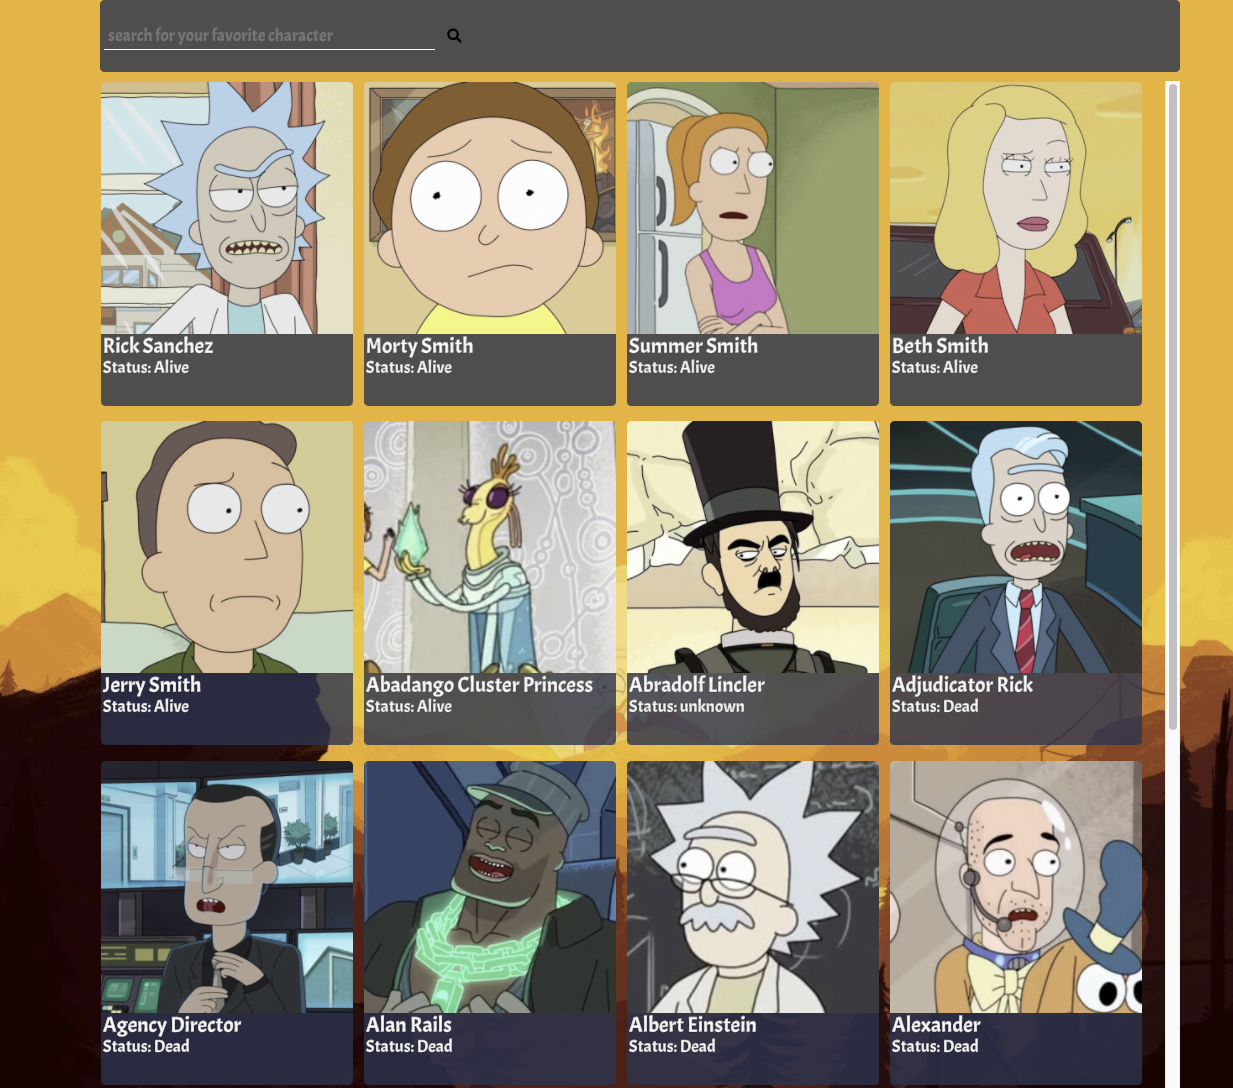 search for your favorite character
Rick Sanchez
Status: Alive
Morty Smith
Status: Alive
Summer Smith
Status: Alive
Beth Smith
Status: Alive
Jerry Smith
Status: Alive
Abadango Cluster Princess
Status: Alive
Abradolf Lincler
Status: unknown
Adjudicator Rick
Status: Dead
Agency Director
Status: Dead
Alan Rails
Status: Dead
Albert Einstein
Status: Dead
Alexander
Status: Dead